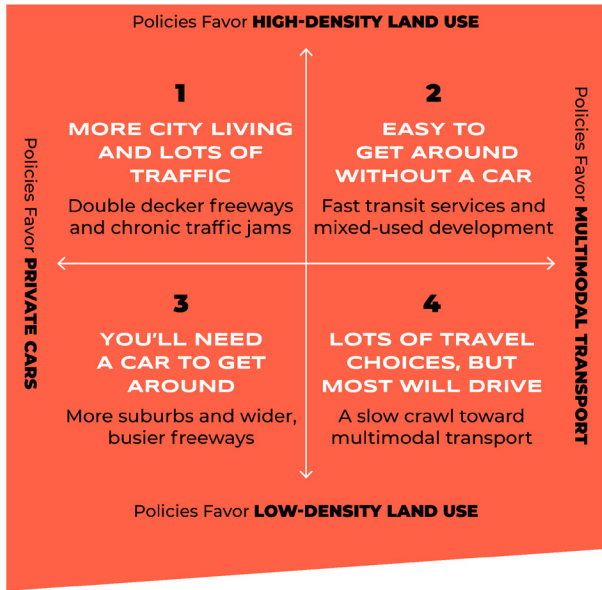 Policies Favor HIGH-DENSITY LAND USE
1
MORE CITY LIVING
AND LOTS OF
TRAFFIC
Double decker freeways
and chronic traffic jams
2
EASY TO
GET AROUND
WITHOUT A CAR
Fast transit services and
mixed-used development
Policies Favor PRIVATE CARS
Policies Favor MULTIMODAL TRANSPORT
3
YOU'LL NEED
A CAR TO GET
AROUND
More suburbs and wider,
busier freeways
4
LOTS OF TRAVEL
CHOICES, BUT
MOST WILL DRIVE
A slow crawl toward
multimodal transport
Policies Favor LOW-DENSITY LAND USE